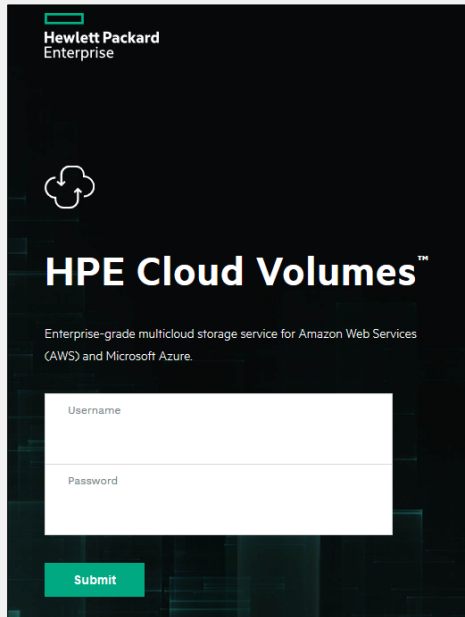 Hewlett Packard
Enterprise
HPE Cloud Volumes™
Enterprise-grade multicloud storage service for Amazon Web Services
(AWS) and Microsoft Azure.
Username
Password
Submit